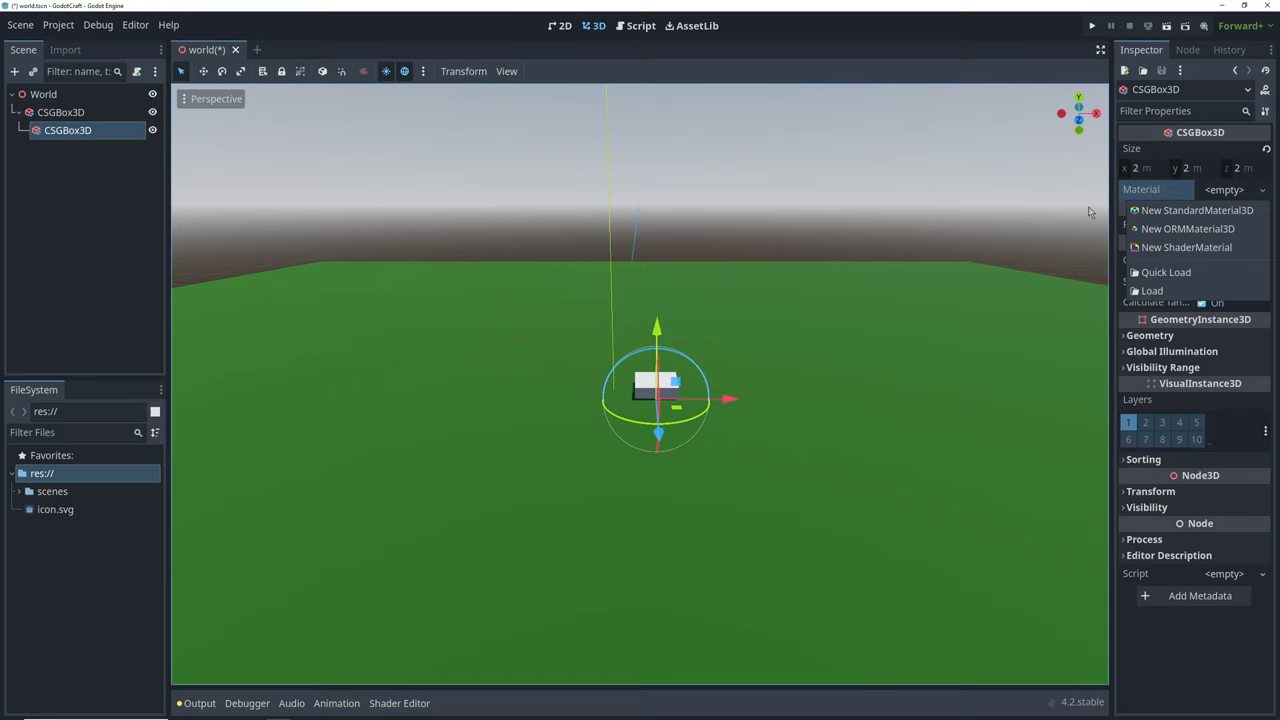 (*) world.tscn - GodotCraft - Godot Engine
Scene Project Debug Editor Help
2D 3D Script AssetLib
Forward+
Scene Import
Filter: name, t:
World
CSGBox3D
CSGBox3D
world(*)
Transform View
Perspective
Y
X
Z
FileSystem
res://
Filter Files
Favorites:
res://
scenes
icon.svg
Output Debugger Audio Animation Shader Editor
4.2.stable
Inspector Node History
CSGBox3D
Filter Properties
CSGBox3D
Size
x 2 m y 2 m z 2 m
Material <empty>
New StandardMaterial3D
New ORMMaterial3D
New ShaderMaterial
Quick Load
Load
Calculate Tan... On
GeometryInstance3D
Geometry
Global Illumination
Visibility Range
VisualInstance3D
Layers
1 2 3 4 5
6 7 8 9 10
Sorting
Node3D
Transform
Visibility
Node
Process
Editor Description
Script <empty>
Add Metadata